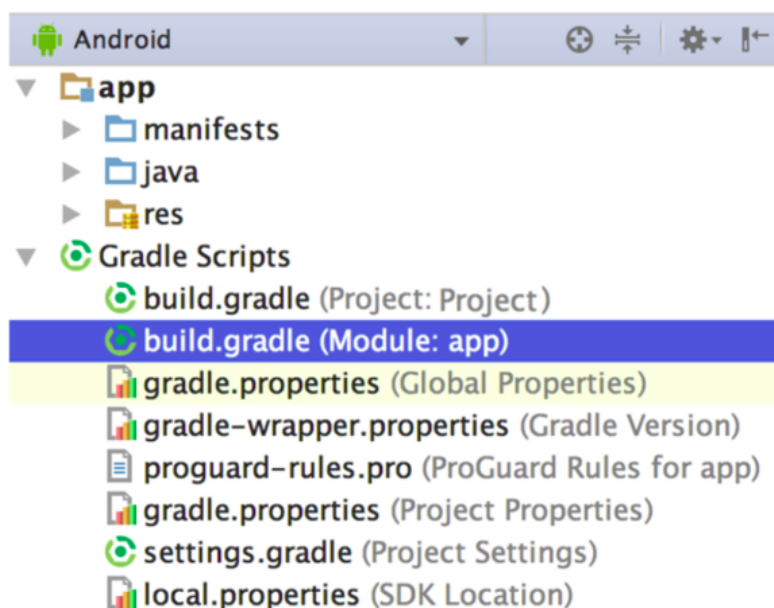 Android
app
manifests
java
res
Gradle Scripts
build.gradle (Project: Project)
build.gradle (Module: app)
gradle.properties (Global Properties)
gradle-wrapper.properties (Gradle Version)
proguard-rules.pro (ProGuard Rules for app)
gradle.properties (Project Properties)
settings.gradle (Project Settings)
local.properties (SDK Location)